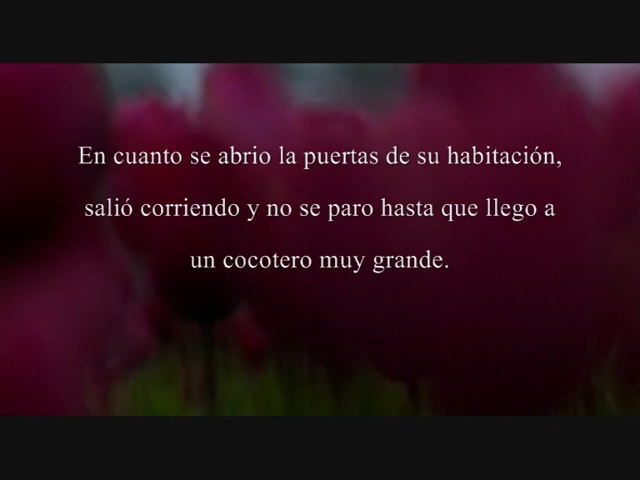 En cuanto se abrio la puertas de su habitación,
salió corriendo y no se paro hasta que llego a
un cocotero muy grande.